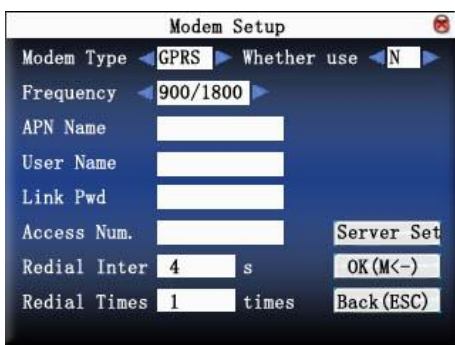 Modem Setup
Modem Type GPRS Whether use N
Frequency 900/1800
APN Name
User Name
Link Pwd
Access Num. Server Set
Redial Inter 4 s OK(M<-)
Redial Times 1 times Back(ESC)